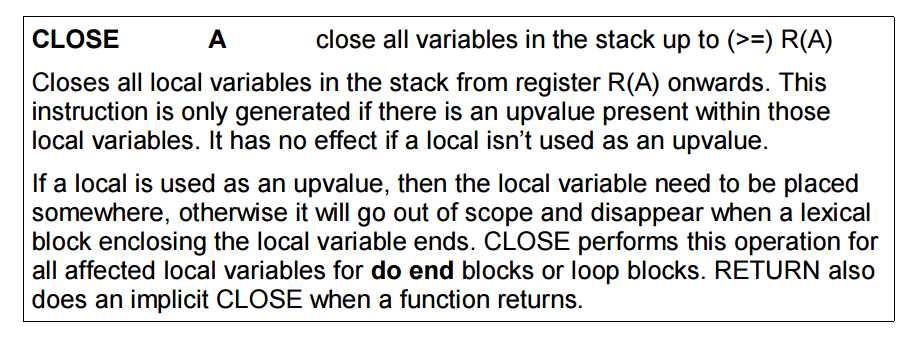 CLOSE A close all variables in the stack up to (>=) R(A)
Closes all local variables in the stack from register R(A) onwards. This
instruction is only generated if there is an upvalue present within those
local variables. It has no effect if a local isn’t used as an upvalue.
If a local is used as an upvalue, then the local variable need to be placed
somewhere, otherwise it will go out of scope and disappear when a lexical
block enclosing the local variable ends. CLOSE performs this operation for
all affected local variables for do end blocks or loop blocks. RETURN also
does an implicit CLOSE when a function returns.